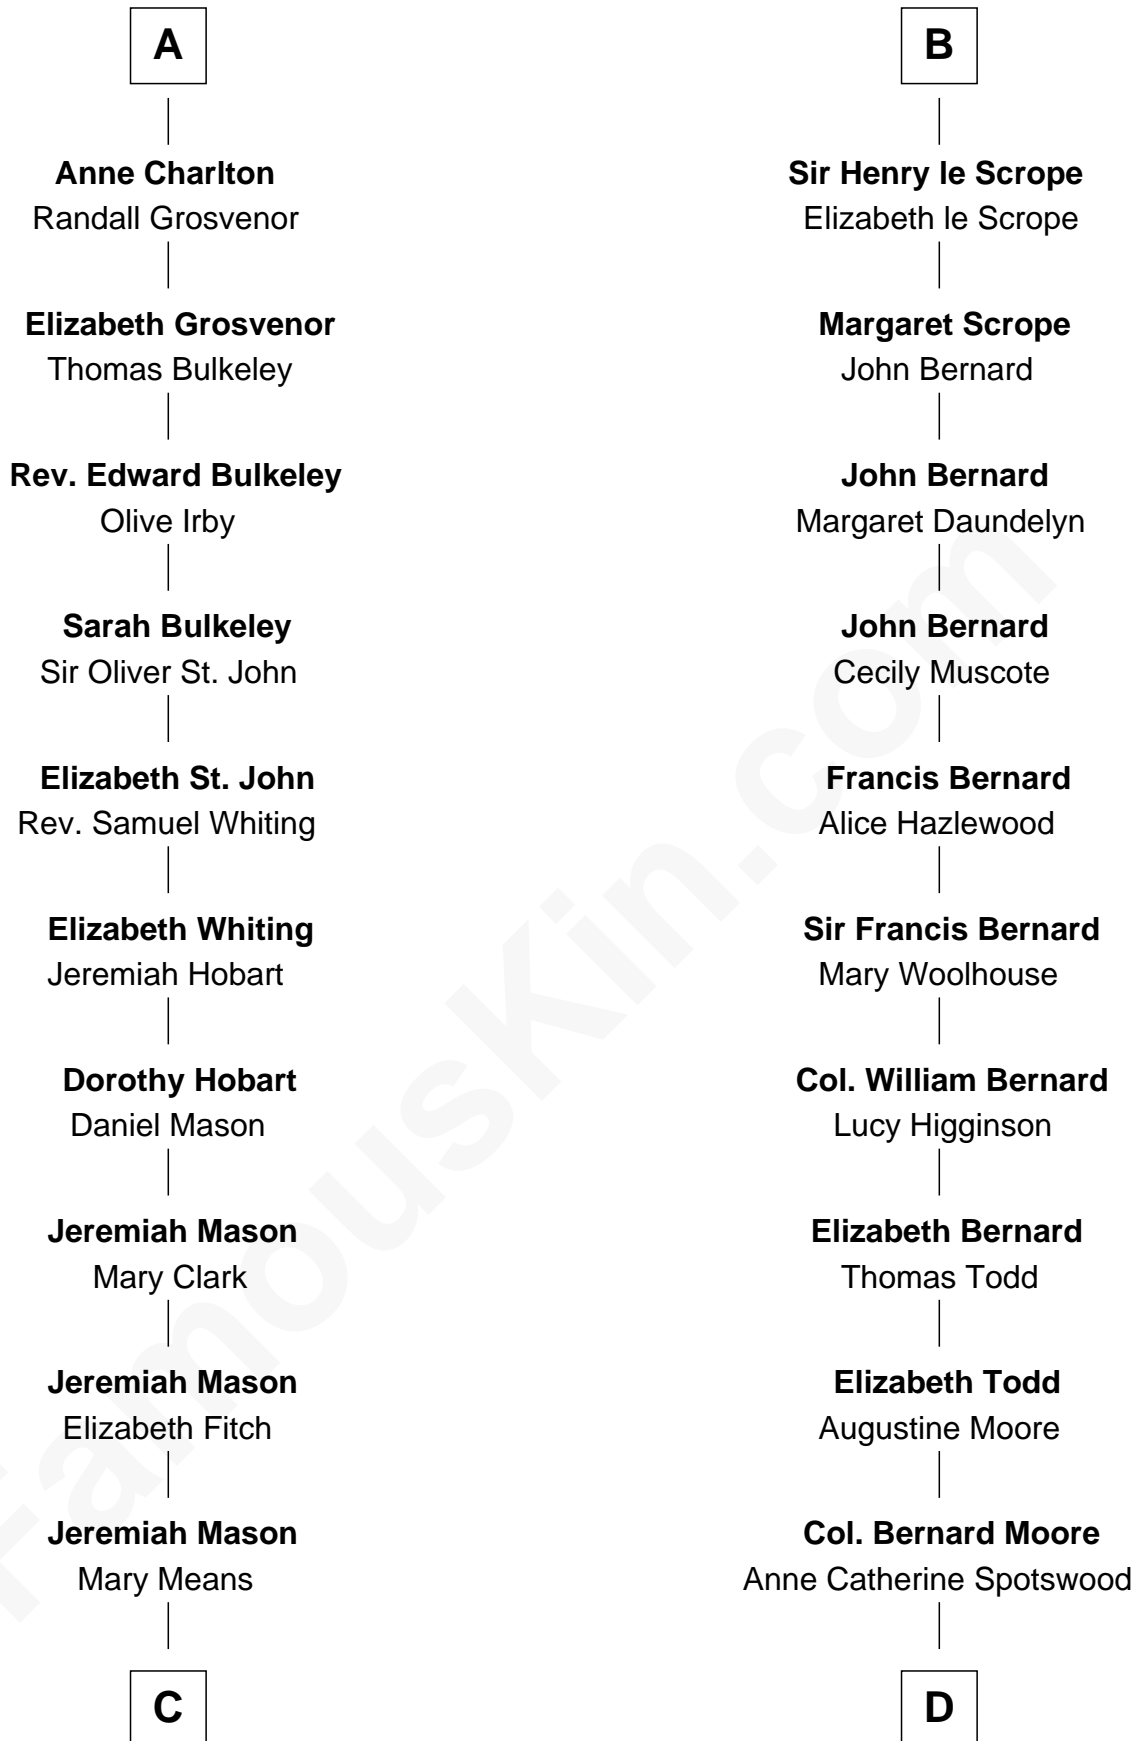 A
Anne Charlton
Randall Grosvenor
Elizabeth Grosvenor
Thomas Bulkeley
Rev. Edward Bulkeley
Olive Irby
Sarah Bulkeley
Sir Oliver St. John
Elizabeth St. John
Rev. Samuel Whiting
Elizabeth Whiting
Jeremiah Hobart
Dorothy Hobart
Daniel Mason
Jeremiah Mason
Mary Clark
Jeremiah Mason
Elizabeth Fitch
Jeremiah Mason
Mary Means
C
B
Sir Henry le Scrope
Elizabeth le Scrope
Margaret Scrope
John Bernard
John Bernard
Margaret Daundelyn
John Bernard
Cecily Muscote
Francis Bernard
Alice Hazlewood
Sir Francis Bernard
Mary Woolhouse
Col. William Bernard
Lucy Higginson
Elizabeth Bernard
Thomas Todd
Elizabeth Todd
Augustine Moore
Col. Bernard Moore
Anne Catherine Spotswood
D
FamousKin.com